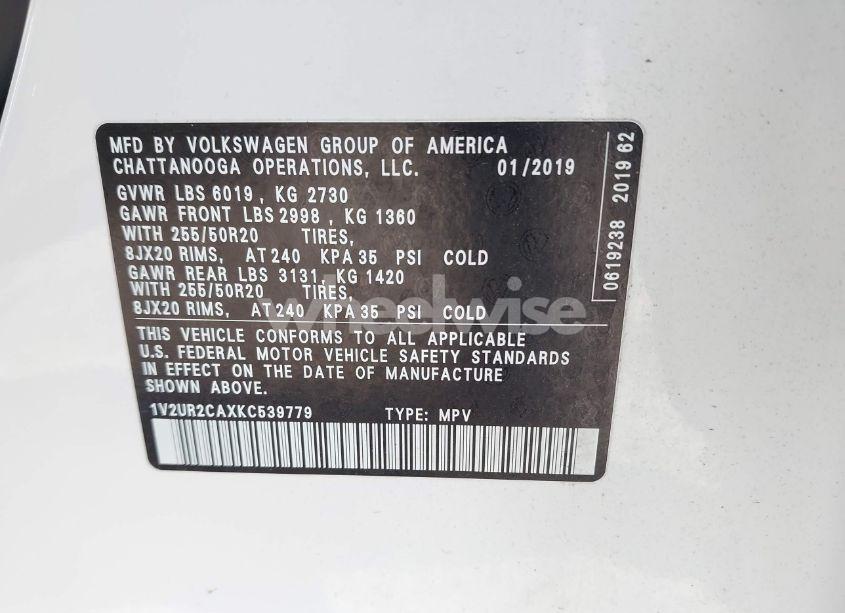 MFD BY VOLKSWAGEN GROUP OF AMERICA
CHATTANOOGA OPERATIONS, LLC. 01/2019
GVWR LBS 6019 , KG 2730
GAWR FRONT LBS 2998 , KG 1360
WITH 255/50R20 TIRES,
8JX20 RIMS, AT 240 KPA 35 PSI COLD
GAWR REAR LBS 3131, KG 1420
WITH 255/50R20 TIRES,
8JX20 RIMS, AT 240 KPA 35 PSI COLD
THIS VEHICLE CONFORMS TO ALL APPLICABLE
U.S. FEDERAL MOTOR VEHICLE SAFETY STANDARDS
IN EFFECT ON THE DATE OF MANUFACTURE
SHOWN ABOVE.
1V2UR2CAXKC539779 TYPE: MPV
0619238 2019 62
wheelwise